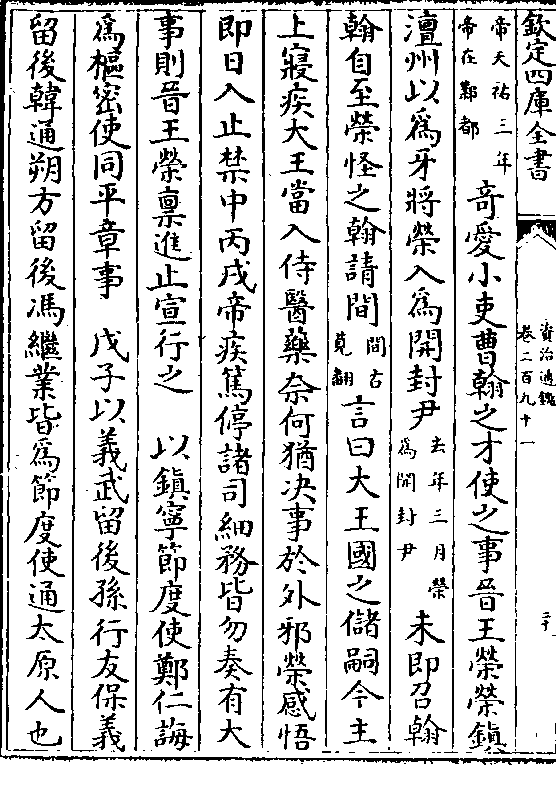 欽定四庫全書
資治通鑑
卷二百九十一
帝天祐三年
帝在鄴都
奇愛小吏曹翰之才使之事晉王榮榮鎮
澶州以爲牙將榮入爲開封尹
去年三月榮
爲開封尹
未即召翰
翰自至榮怪之翰請間
間古
莧翻
言曰大王國之儲嗣今主
上寢疾大王當入侍醫藥奈何猶決事於外邪榮感悟
即日入止禁中丙戌帝疾篤停諸司細務皆勿奏有大
事則晉王榮稟進止宣行之　以鎮寧節度使鄭仁誨
爲樞密使同平章事　戊子以義武留後孫行友保義
留後韓通朔方留後馮繼業皆爲節度使通太原人也